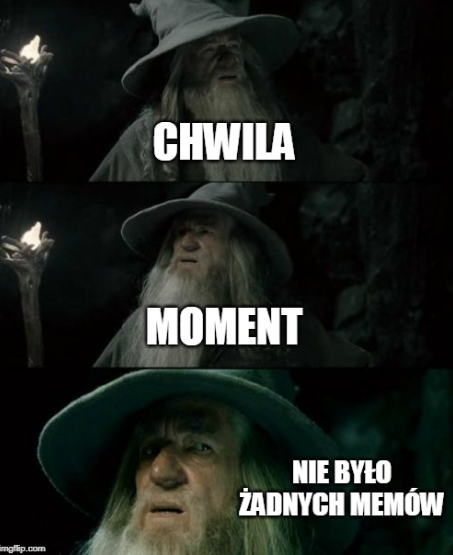 CHWILA
MOMENT
NIE BYŁO
ŻADNYCH MEMÓW
imgflip.com